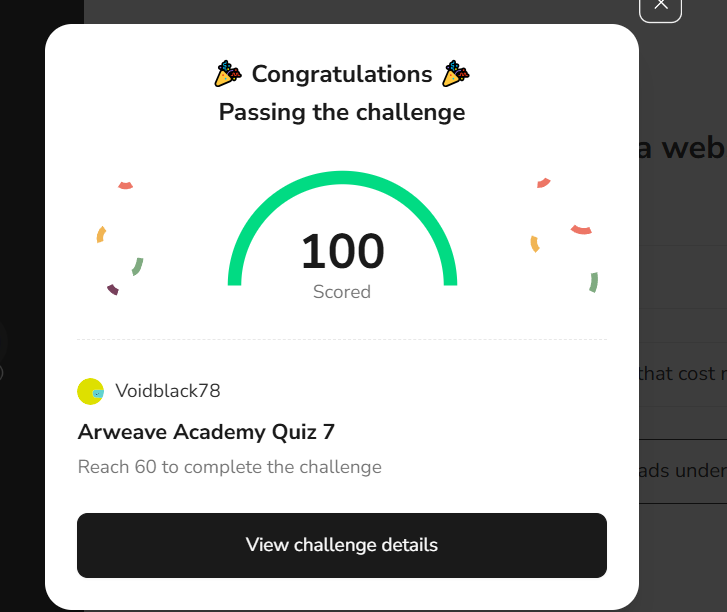 Congratulations
Passing the challenge
a web
100
Scored
that cost
Voidblack78
Arweave Academy Quiz 7
Reach 60 to complete the challenge
ads under
View challenge details